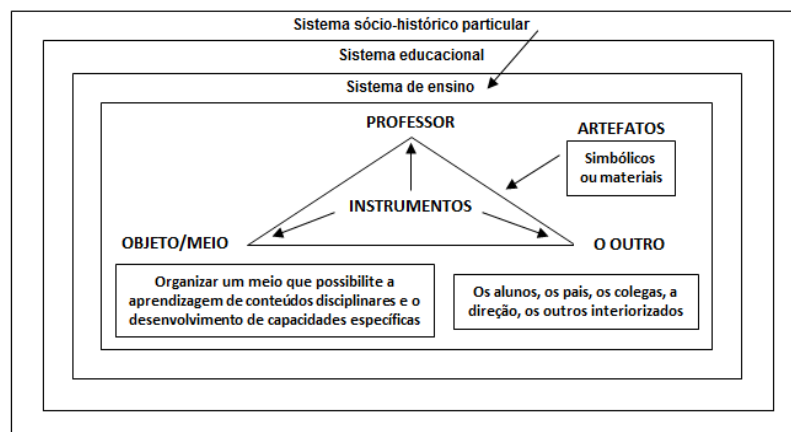 Sistema sócio-histórico particular
Sistema educacional
Sistema de ensino
PROFESSOR
ARTEFATOS
Simbólicos
ou materiais
INSTRUMENTOS
OBJETO/MEIO
O OUTRO
Organizar um meio que possibilite a
aprendizagem de conteúdos disciplinares e o
desenvolvimento de capacidades específicas
Os alunos, os pais, os colegas, a
direção, os outros interiorizados